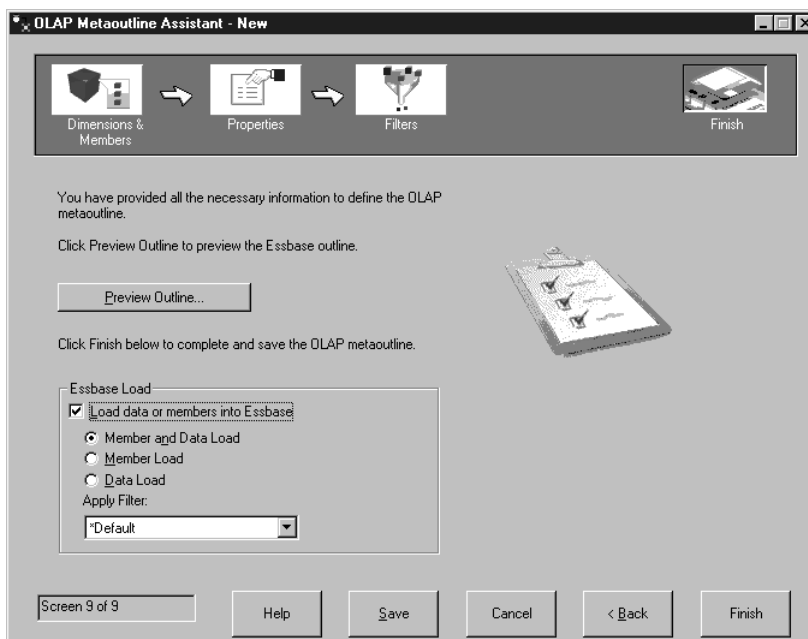 OLAP Metaoutline Assistant - New
Dimensions &
Members
Properties
Filters
Finish
You have provided all the necessary information to define the OLAP
metaoutline.
Click Preview Outline to preview the Essbase outline.
Preview Outline...
Click Finish below to complete and save the OLAP metaoutline.
Essbase Load
Load data or members into Essbase
Member and Data Load
Member Load
Data Load
Apply Filter:
*Default
Screen 9 of 9
Help
Save
Cancel
< Back
Finish